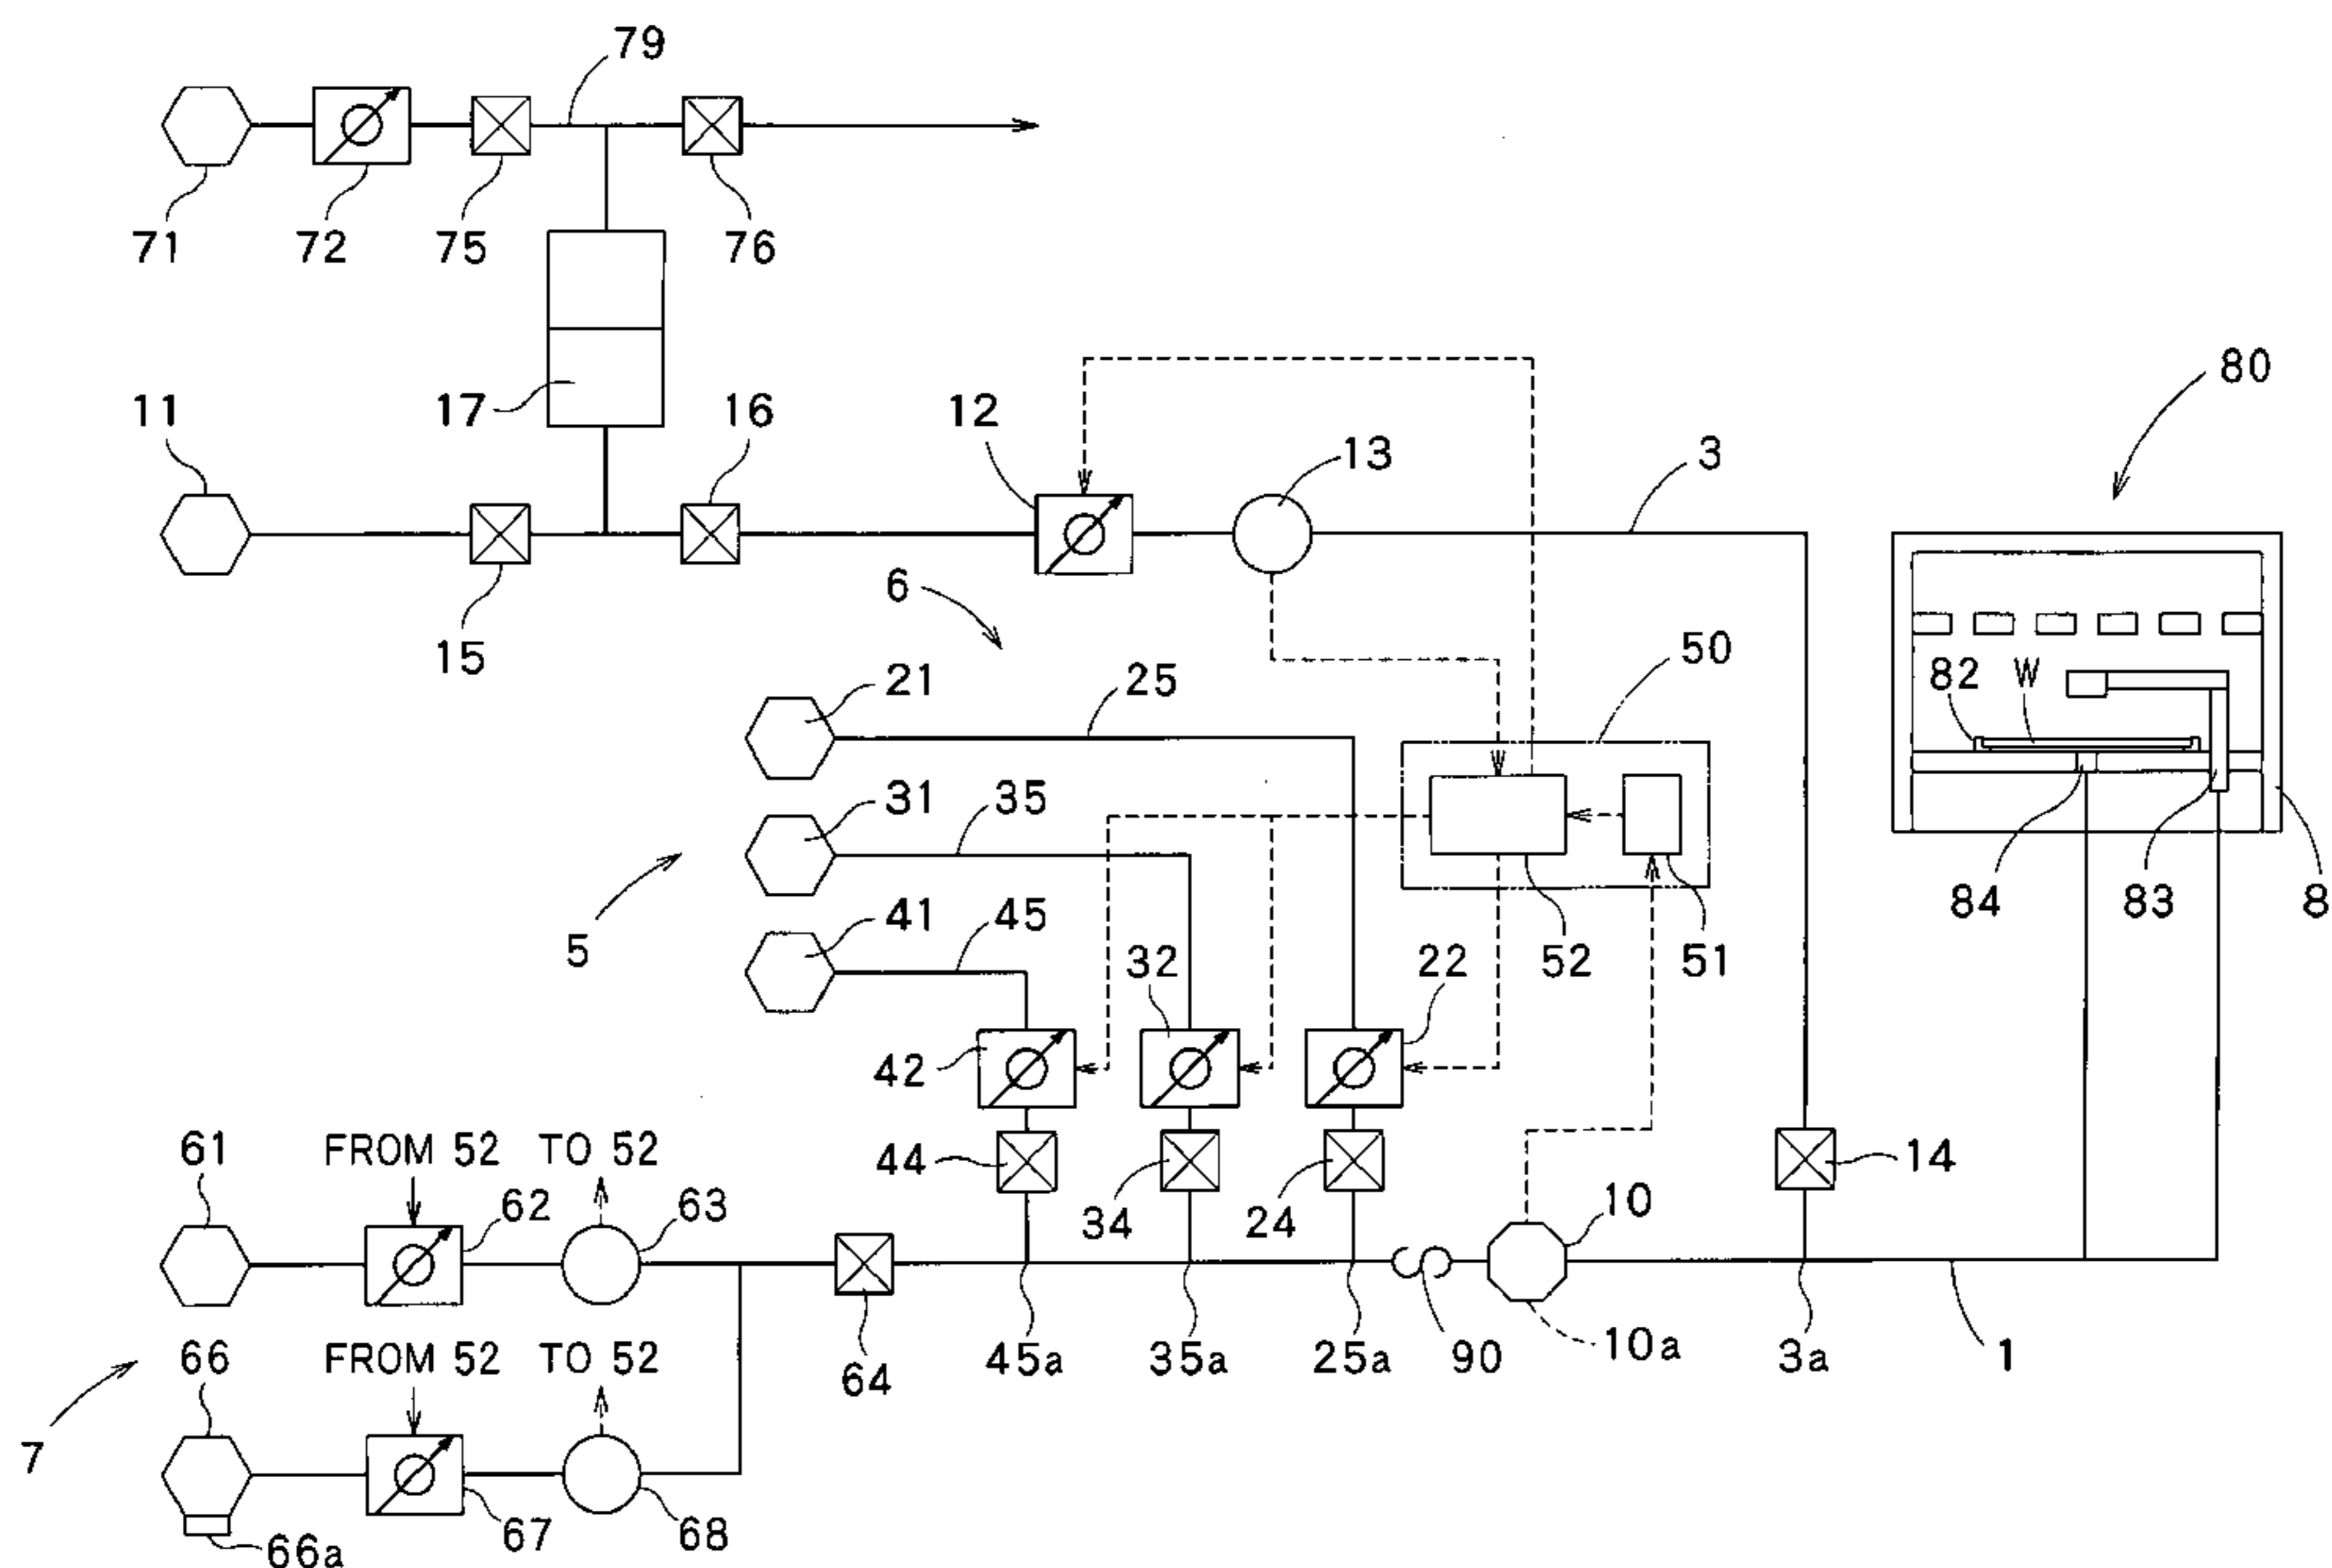 79
71 72 75 76
80
11 17 16 12 13 3
6
15 50
21 25 82 W
31 35
5 41 45 84 83 8
32 22 52 51
42
61 FROM 52 TO 52 44 14
62 63 34 24 10
66 FROM 52 TO 52 64 45a 35a 25a 90 10a 3a 1
7
67 68
66a